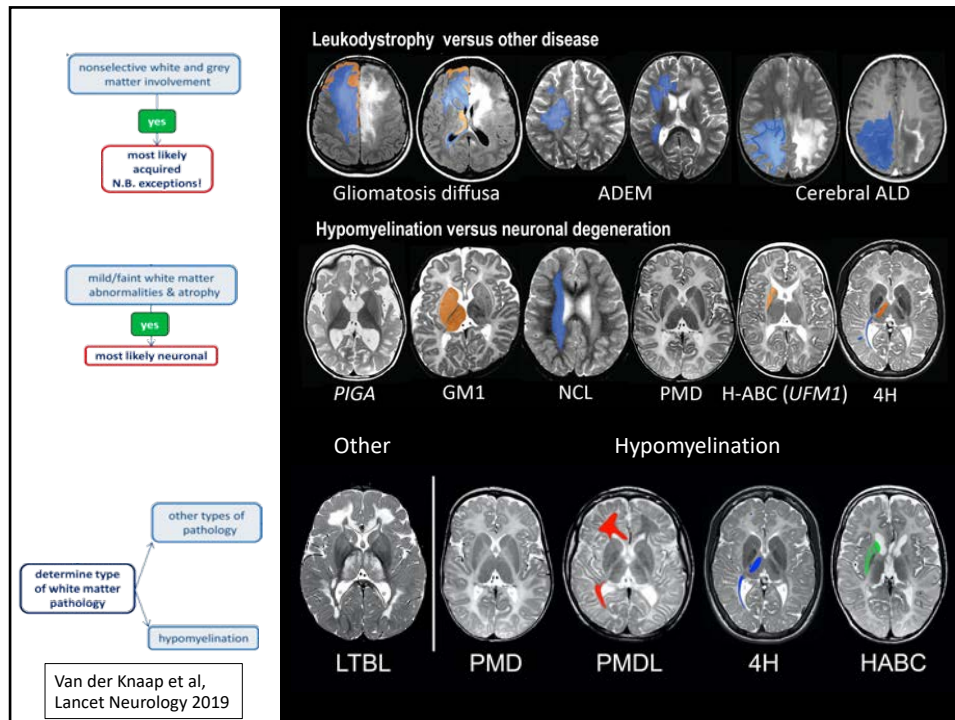 nonselective white and grey
matter involvement
yes
most likely
acquired
N.B. exceptions!
mild/faint white matter
abnormalities & atrophy
yes
most likely neuronal
other types of
pathology
determine type
of white matter
pathology
hypomyelination
Van der Knaap et al,
Lancet Neurology 2019
Leukodystrophy versus other disease
Gliomatosis diffusa
ADEM
Cerebral ALD
Hypomyelination versus neuronal degeneration
PIGA
GM1
NCL
PMD
H-ABC (UFM1)
4H
Other
Hypomyelination
LTBL
PMD
PMDL
4H
HABC